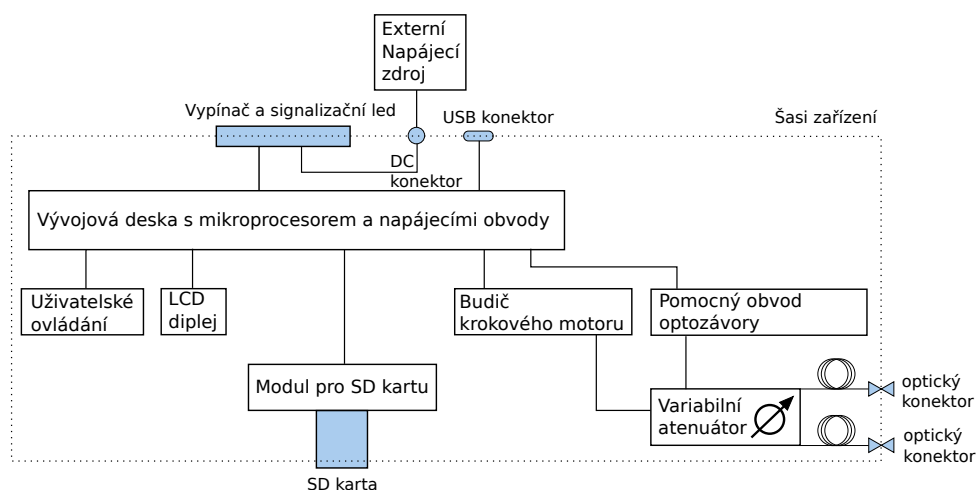 Externí
Napájecí
zdroj
Vypínač a signalizační led
USB konektor
Šasi zařízení
DC
konektor
Vývojová deska s mikroprocesorem a napájecími obvody
Uživatelské
ovládání
LCD
diplej
Budič
krokového motoru
Pomocný obvod
optozávory
Modul pro SD kartu
Variabilní
atenuátor
optický
konektor
optický
konektor
SD karta